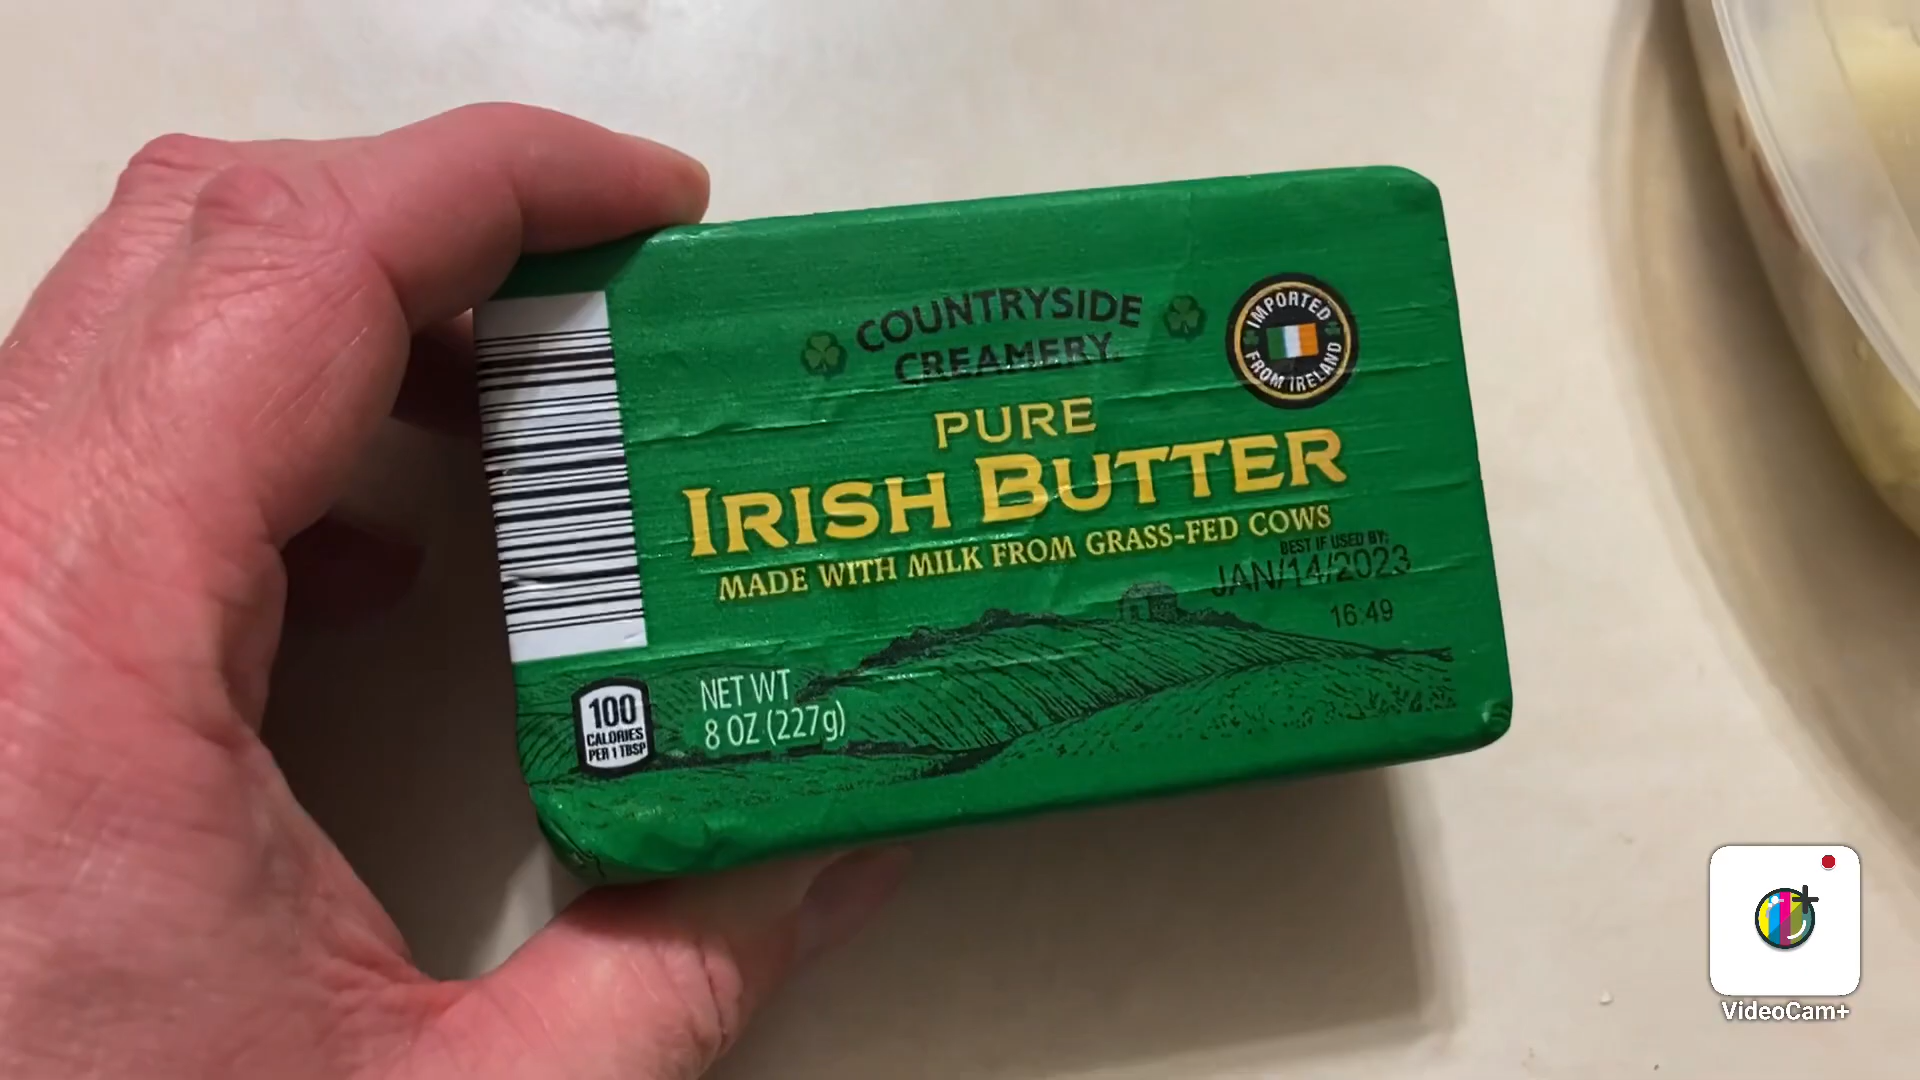 COUNTRYSIDE
CREAMERY
IMPORTED
FROM IRELAND
PURE
IRISH BUTTER
MADE WITH MILK FROM GRASS-FED COWS
BEST IF USED BY:
JAN/14/2023
16:49
NET WT
8 OZ (227g)
100
CALORIES
PER 1 TBSP
VideoCam+